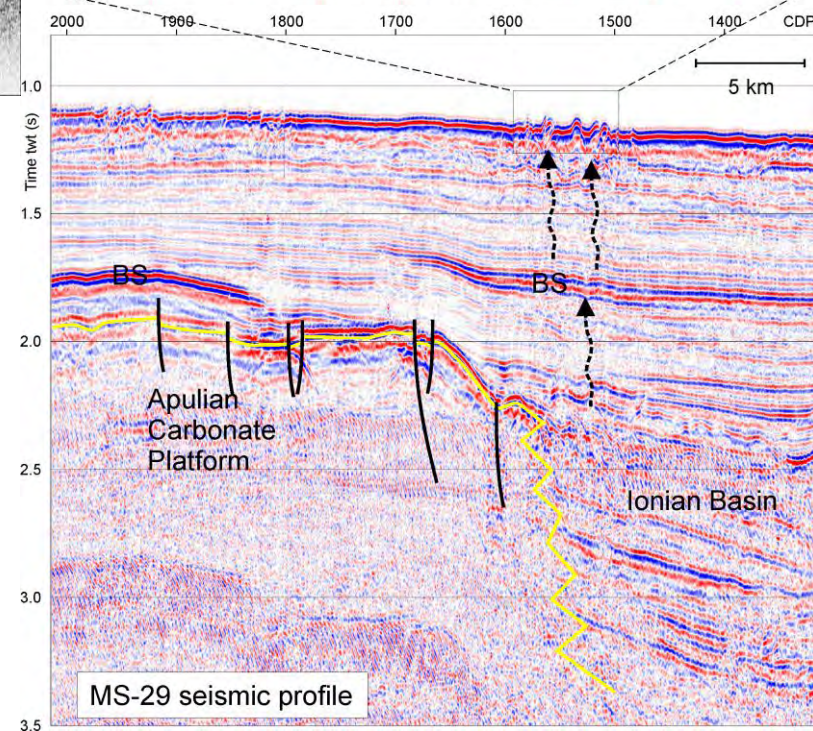 2000 1900 1800 1700 1600 1500 1400 CDP
5 km
Time twt (s)
1.0
1.5
BS
BS
2.0
Apulian
Carbonate
Platform
2.5
Ionian Basin
3.0
MS-29 seismic profile
3.5